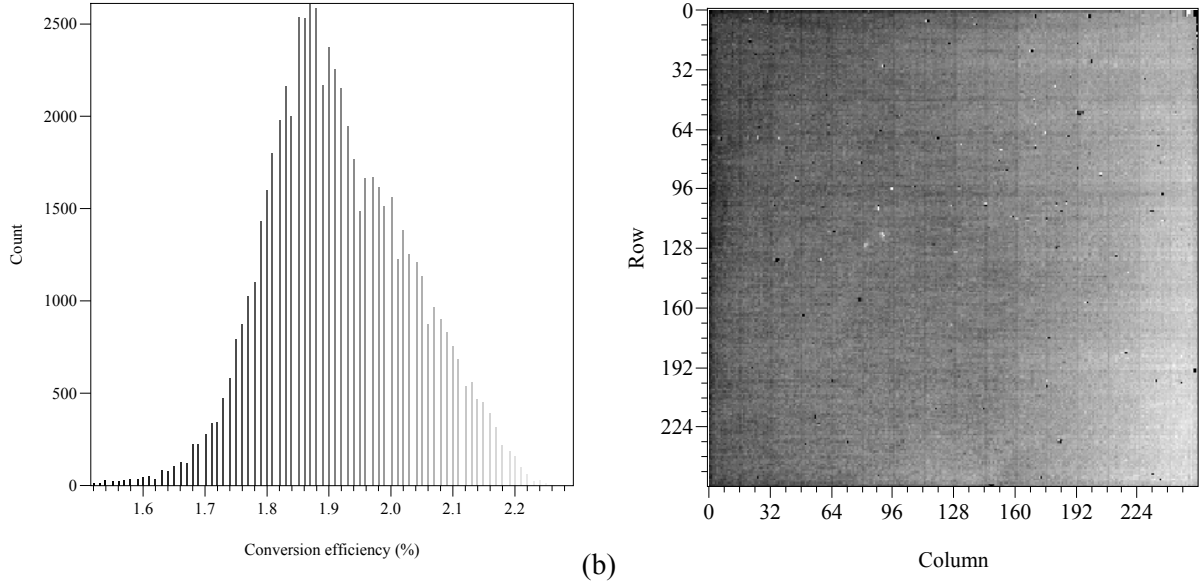 2500
2000
1500
1000
500
0
Count
1.6 1.7 1.8 1.9 2.0 2.1 2.2
Conversion efficiency (%)
(b)
0
32
64
96
128
160
192
224
Row
0 32 64 96 128 160 192 224
Column